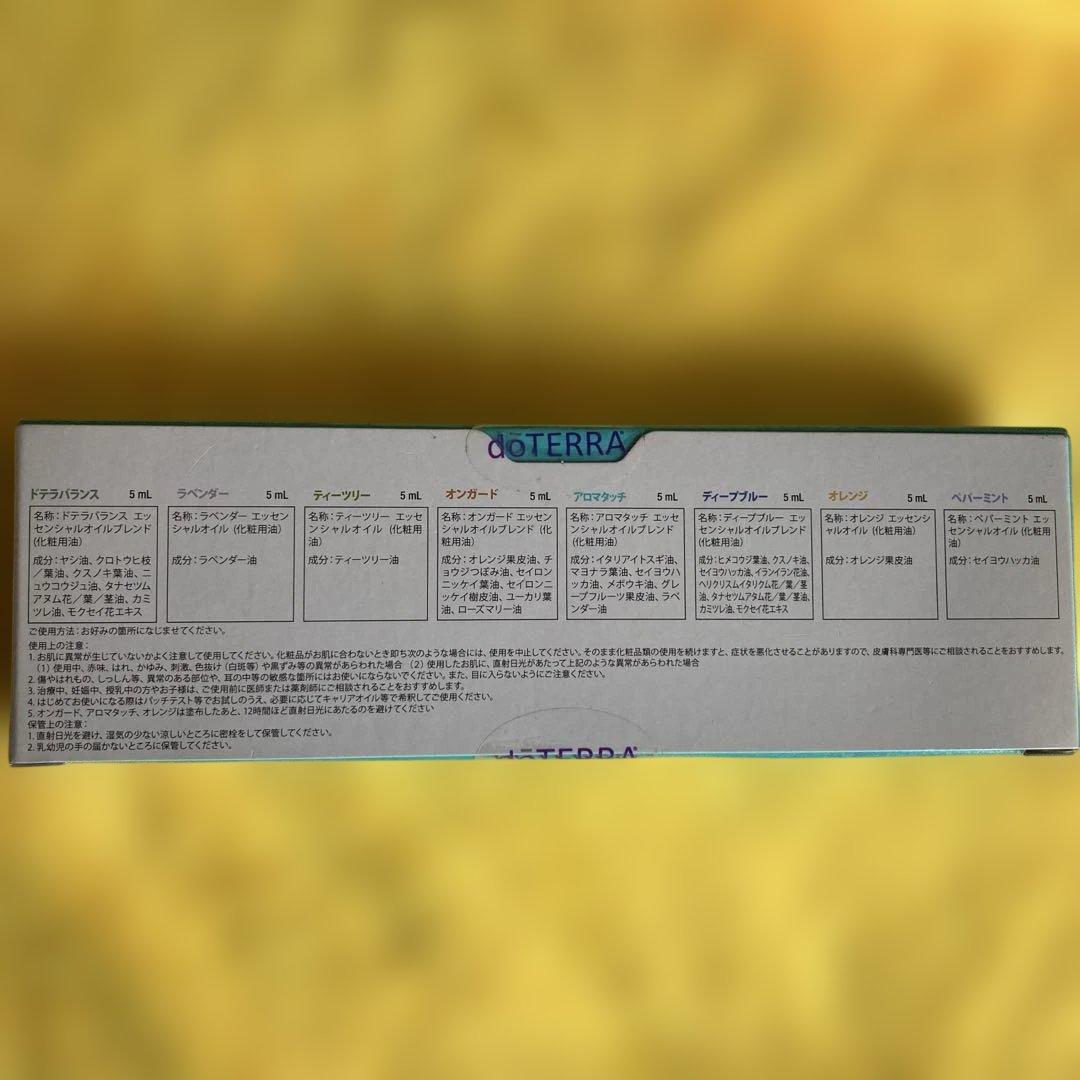 dōTERRA
ドテラバランス 5 mL
名称：ドテラバランス エッ
センシャルオイルブレンド
（化粧用油）
成分：ヤシ油、クロトウヒ枝
／葉油、クスノキ葉油、ニ
ュウコウジュ油、タナセツム
アヌム花／葉／茎油、カミ
ツレ油、モクセイ花エキス
ラベンダー 5 mL
名称：ラベンダー エッセン
シャルオイル（化粧用油）
成分：ラベンダー油
ティーツリー 5 mL
名称：ティーツリー エッセ
ンシャルオイル（化粧用
油）
成分：ティーツリー油
オンガード 5 mL
名称：オンガード エッセン
シャルオイルブレンド（化
粧用油）
成分：オレンジ果皮油、チ
ョウジつぼみ油、セイロン
ニッケイ葉油、セイロンニ
ッケイ樹皮油、ユーカリ葉
油、ローズマリー油
アロマタッチ 5 mL
名称：アロマタッチ エッセ
ンシャルオイルブレンド
（化粧用油）
成分：イタリアイトスギ油、
マヨナラ葉油、セイヨウハ
ッカ油、メボウキ油、グレ
ープフルーツ果皮油、ラベ
ンダー油
ディープブルー 5 mL
名称：ディープブルー エッ
センシャルオイルブレンド
（化粧用油）
成分：ヒメコウジ葉油、クスノキ油、
セイヨウハッカ油、イランイラン花油、
ヘリクリスムイタリクム花／葉／茎
油、タナセツムアヌム花／葉／茎油、
カミツレ油、モクセイ花エキス
オレンジ 5 mL
名称：オレンジ エッセンシ
ャルオイル（化粧用油）
成分：オレンジ果皮油
ペパーミント 5 mL
名称：ペパーミント エッ
センシャルオイル（化粧用
油）
成分：セイヨウハッカ油
ご使用方法：お好みの箇所になじませてください。
使用上の注意：
1. お肌に異常が生じていないかよく注意して使用してください。化粧品がお肌に合わないとき即ち次のような場合には、使用を中止してください。そのまま化粧品類の使用を続けますと、症状を悪化させることがありますので、皮膚科専門医等にご相談されることをおすすめします。
（1）使用中、赤味、はれ、かゆみ、刺激、色抜け（白斑等）や黒ずみ等の異常があらわれた場合（2）使用したお肌に、直射日光があたって上記のような異常があらわれた場合
2. 傷やはれもの、しっしん等、異常のある部位や、耳の中等の敏感な箇所にはお使いにならないでください。また、目に入らないようにご注意ください。
3. 治療中、妊娠中、授乳中の方やお子様は、ご使用前に医師または薬剤師にご相談されることをおすすめします。
4. はじめてお使いになる際はパッチテスト等でお試しのうえ、必要に応じてキャリアオイル等で希釈してご使用ください。
5. オンガード、アロマタッチ、オレンジは塗布したあと、12時間ほど直射日光にあたるのを避けてください
保管上の注意：
1. 直射日光を避け、湿気の少ない涼しいところに密栓をして保管してください。
2. 乳幼児の手の届かないところに保管してください。
dōTERRA